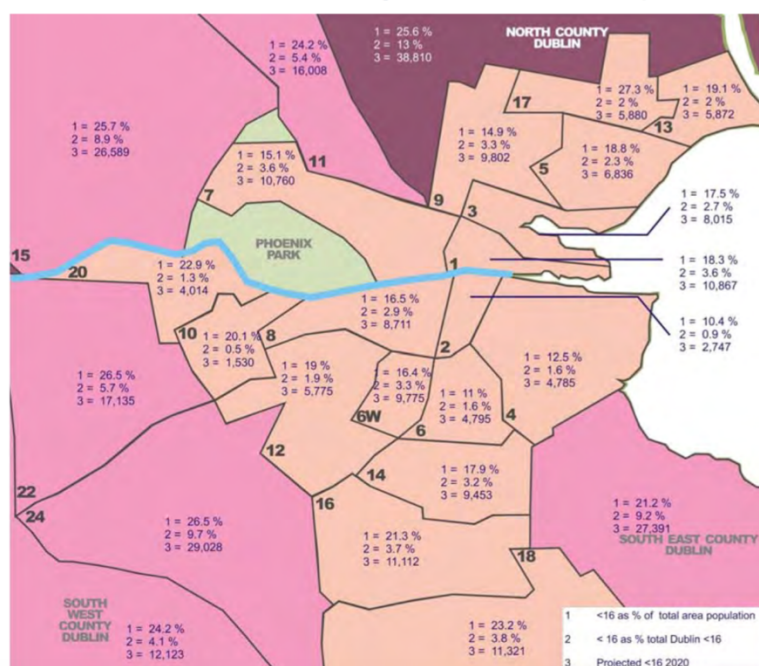 1 = 25.6 %
2 = 13 %
3 = 38,810
NORTH COUNTY
DUBLIN
1 = 24.2 %
2 = 5.4 %
3 = 16,008
1 = 27.3 %
2 = 2 %
3 = 5,880
1 = 19.1 %
2 = 2 %
3 = 5,872
17
13
1 = 25.7 %
2 = 8.9 %
3 = 26,589
1 = 14.9 %
2 = 3.3 %
3 = 9,802
1 = 18.8 %
2 = 2.3 %
3 = 6,836
5
1 = 15.1 %
2 = 3.6 %
3 = 10,760
11
7
9
3
1 = 17.5 %
2 = 2.7 %
3 = 8,015
PHOENIX
PARK
15
20
1 = 22.9 %
2 = 1.3 %
3 = 4,014
1
1 = 18.3 %
2 = 3.6 %
3 = 10,867
1 = 16.5 %
2 = 2.9 %
3 = 8,711
1 = 10.4 %
2 = 0.9 %
3 = 2,747
10
1 = 20.1 %
2 = 0.5 %
3 = 1,530
8
2
1 = 26.5 %
2 = 5.7 %
3 = 17,135
1 = 19 %
2 = 1.9 %
3 = 5,775
1 = 16.4 %
2 = 3.3 %
3 = 9,775
1 = 11 %
2 = 1.6 %
3 = 4,795
1 = 12.5 %
2 = 1.6 %
3 = 4,785
6W
6
4
12
14
1 = 17.9 %
2 = 3.2 %
3 = 9,453
22
24
16
1 = 26.5 %
2 = 9.7 %
3 = 29,028
1 = 21.3 %
2 = 3.7 %
3 = 11,112
1 = 21.2 %
2 = 9.2 %
3 = 27,391
SOUTH EAST COUNTY
DUBLIN
18
SOUTH
WEST
COUNTY
DUBLIN
1 = 24.2 %
2 = 4.1 %
3 = 12,123
1 = 23.2 %
2 = 3.8 %
3 = 11,321
1 <16 as % of total area population
2 < 16 as % total Dublin <16
3 Projected <16 2020